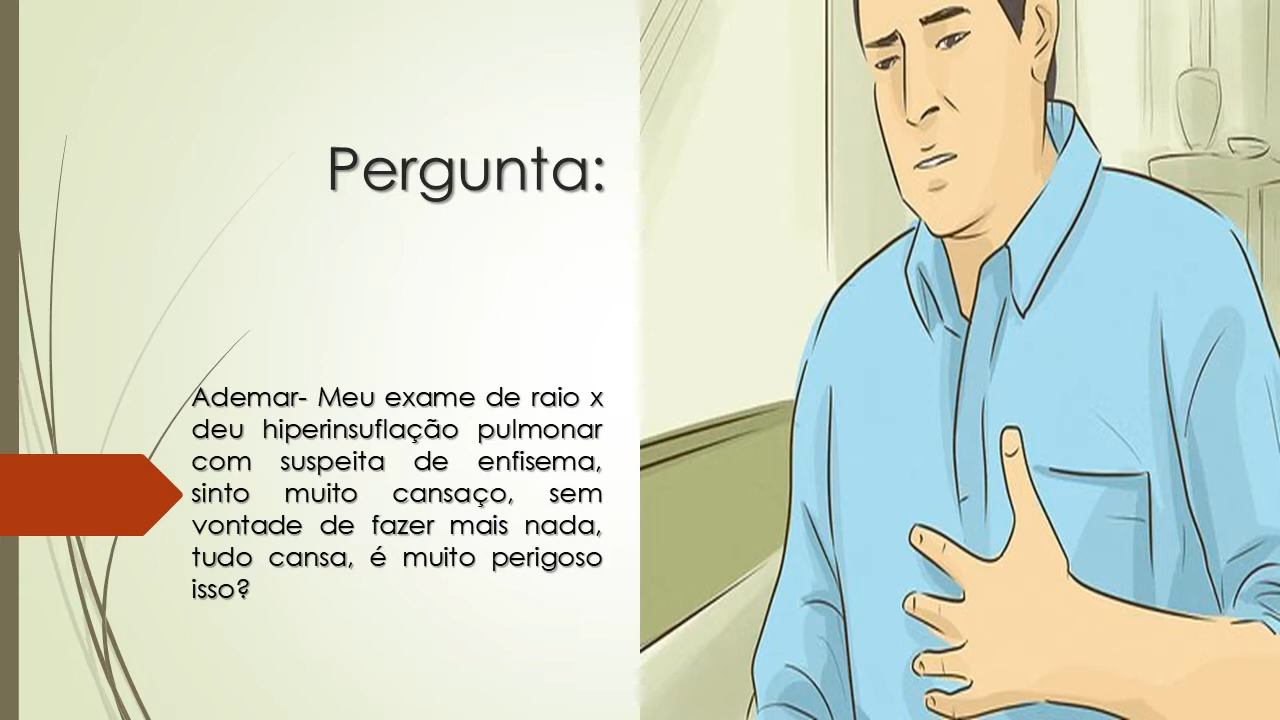 Pergunta:
Ademar- Meu exame de raio x
deu hiperinsuflação pulmonar
com suspeita de enfisema,
sinto muito cansaço, sem
vontade de fazer mais nada,
tudo cansa, é muito perigoso
isso?